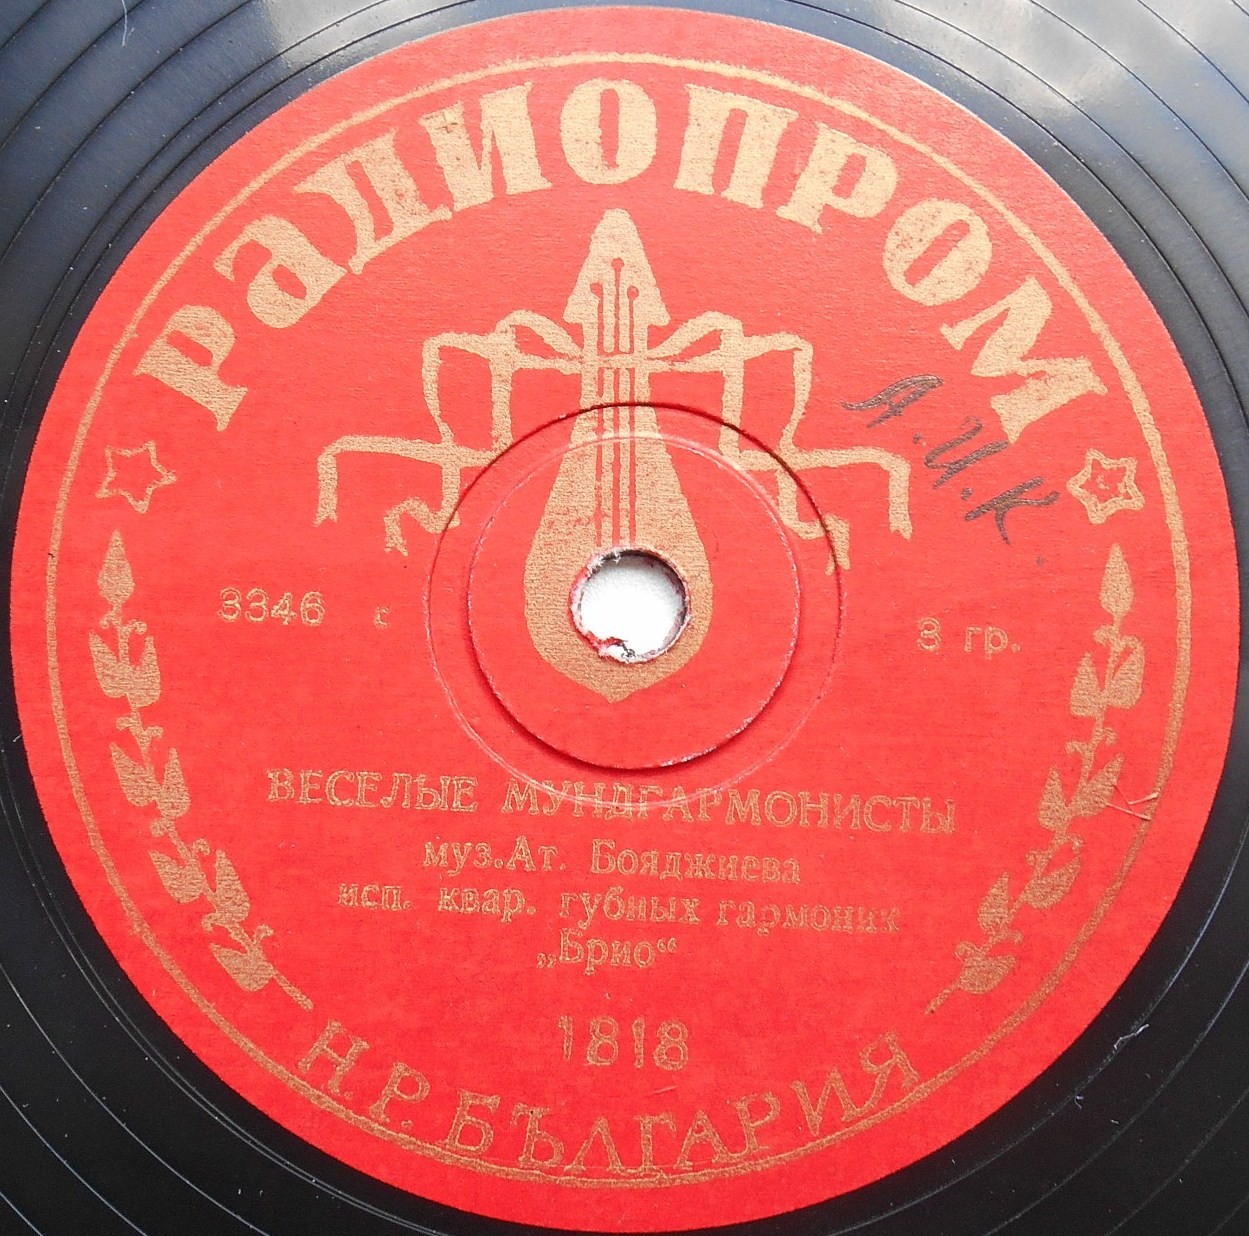 РАДИОПРОМ
Я.И.К.
3346 г
3 гр.
ВЕСЕЛЫЕ МУНДГАРМОНИСТЫ
муз.Ат. Бояджиева
исп. квар. губных гармоник
„Брио“
1818
Н.Р.БЪЛГАРИЯ